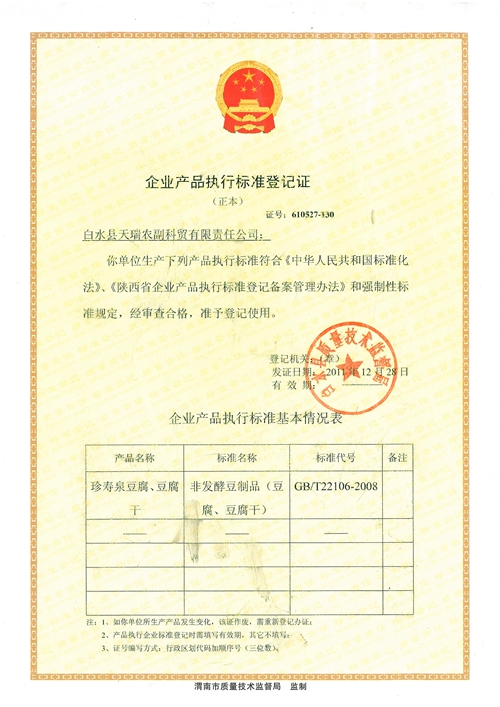 企业产品执行标准登记证
（正本）
证号：610527-830
白水县天瑞农副科贸有限责任公司：
你单位生产下列产品执行标准符合《中华人民共和国标准化
法》、《陕西省企业产品执行标准登记备案管理办法》和强制性标
准规定，经审查合格，准予登记使用。
登记机关：（章）
发证日期：2011年12月28日
有 效 期：
白水县质量技术监督局
企业产品执行标准基本情况表
产品名称 标准名称 标准代号 备注
珍寿泉豆腐、豆腐 非发酵豆制品（豆 GB/T22106-2008
干 腐、豆腐干）
—— —— ——
注：1、如你单位所生产产品发生变化，该证作废，需重新登记办证；
2、产品执行企业标准登记时需填写有效期，其它不填写；
3、证号编写方式：行政区划代码加顺序号（三位数）。
渭南市质量技术监督局 监制